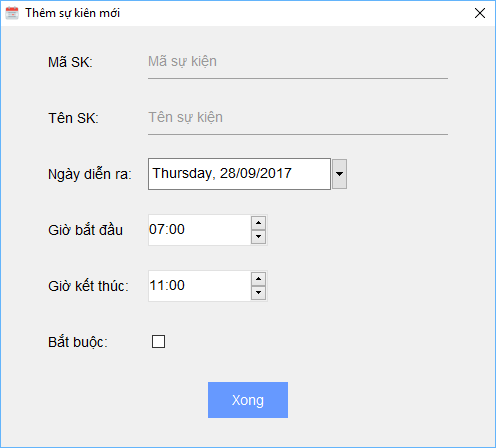 Thêm sự kiên mới
Mã SK: Mã sự kiện
Tên SK: Tên sự kiện
Ngày diễn ra: Thursday, 28/09/2017
Giờ bắt đầu 07:00
Giờ kết thúc: 11:00
Bắt buộc:
Xong